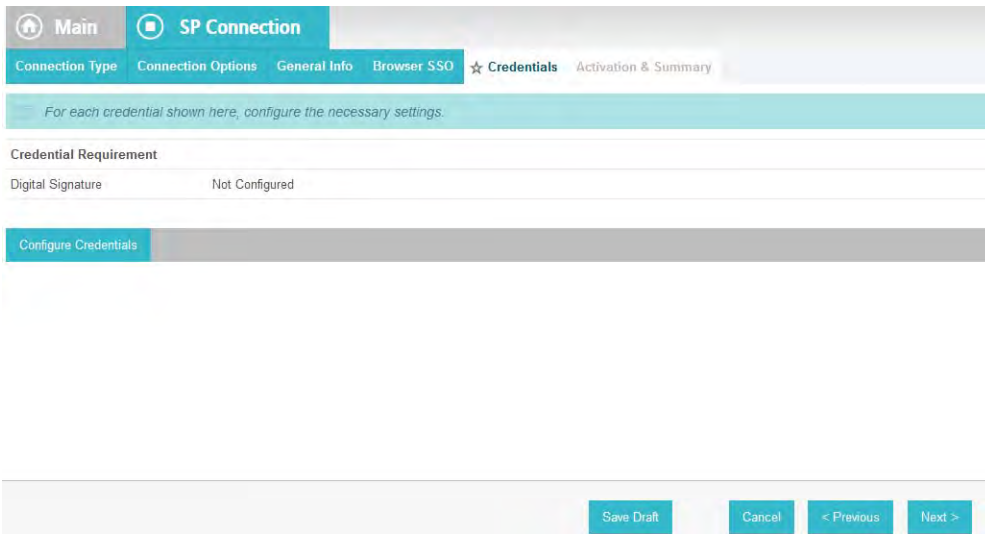 Main SP Connection
Connection Type Connection Options General Info Browser SSO Credentials Activation & Summary
For each credential shown here, configure the necessary settings.
Credential Requirement
Digital Signature Not Configured
Configure Credentials
Save Draft Cancel < Previous Next >